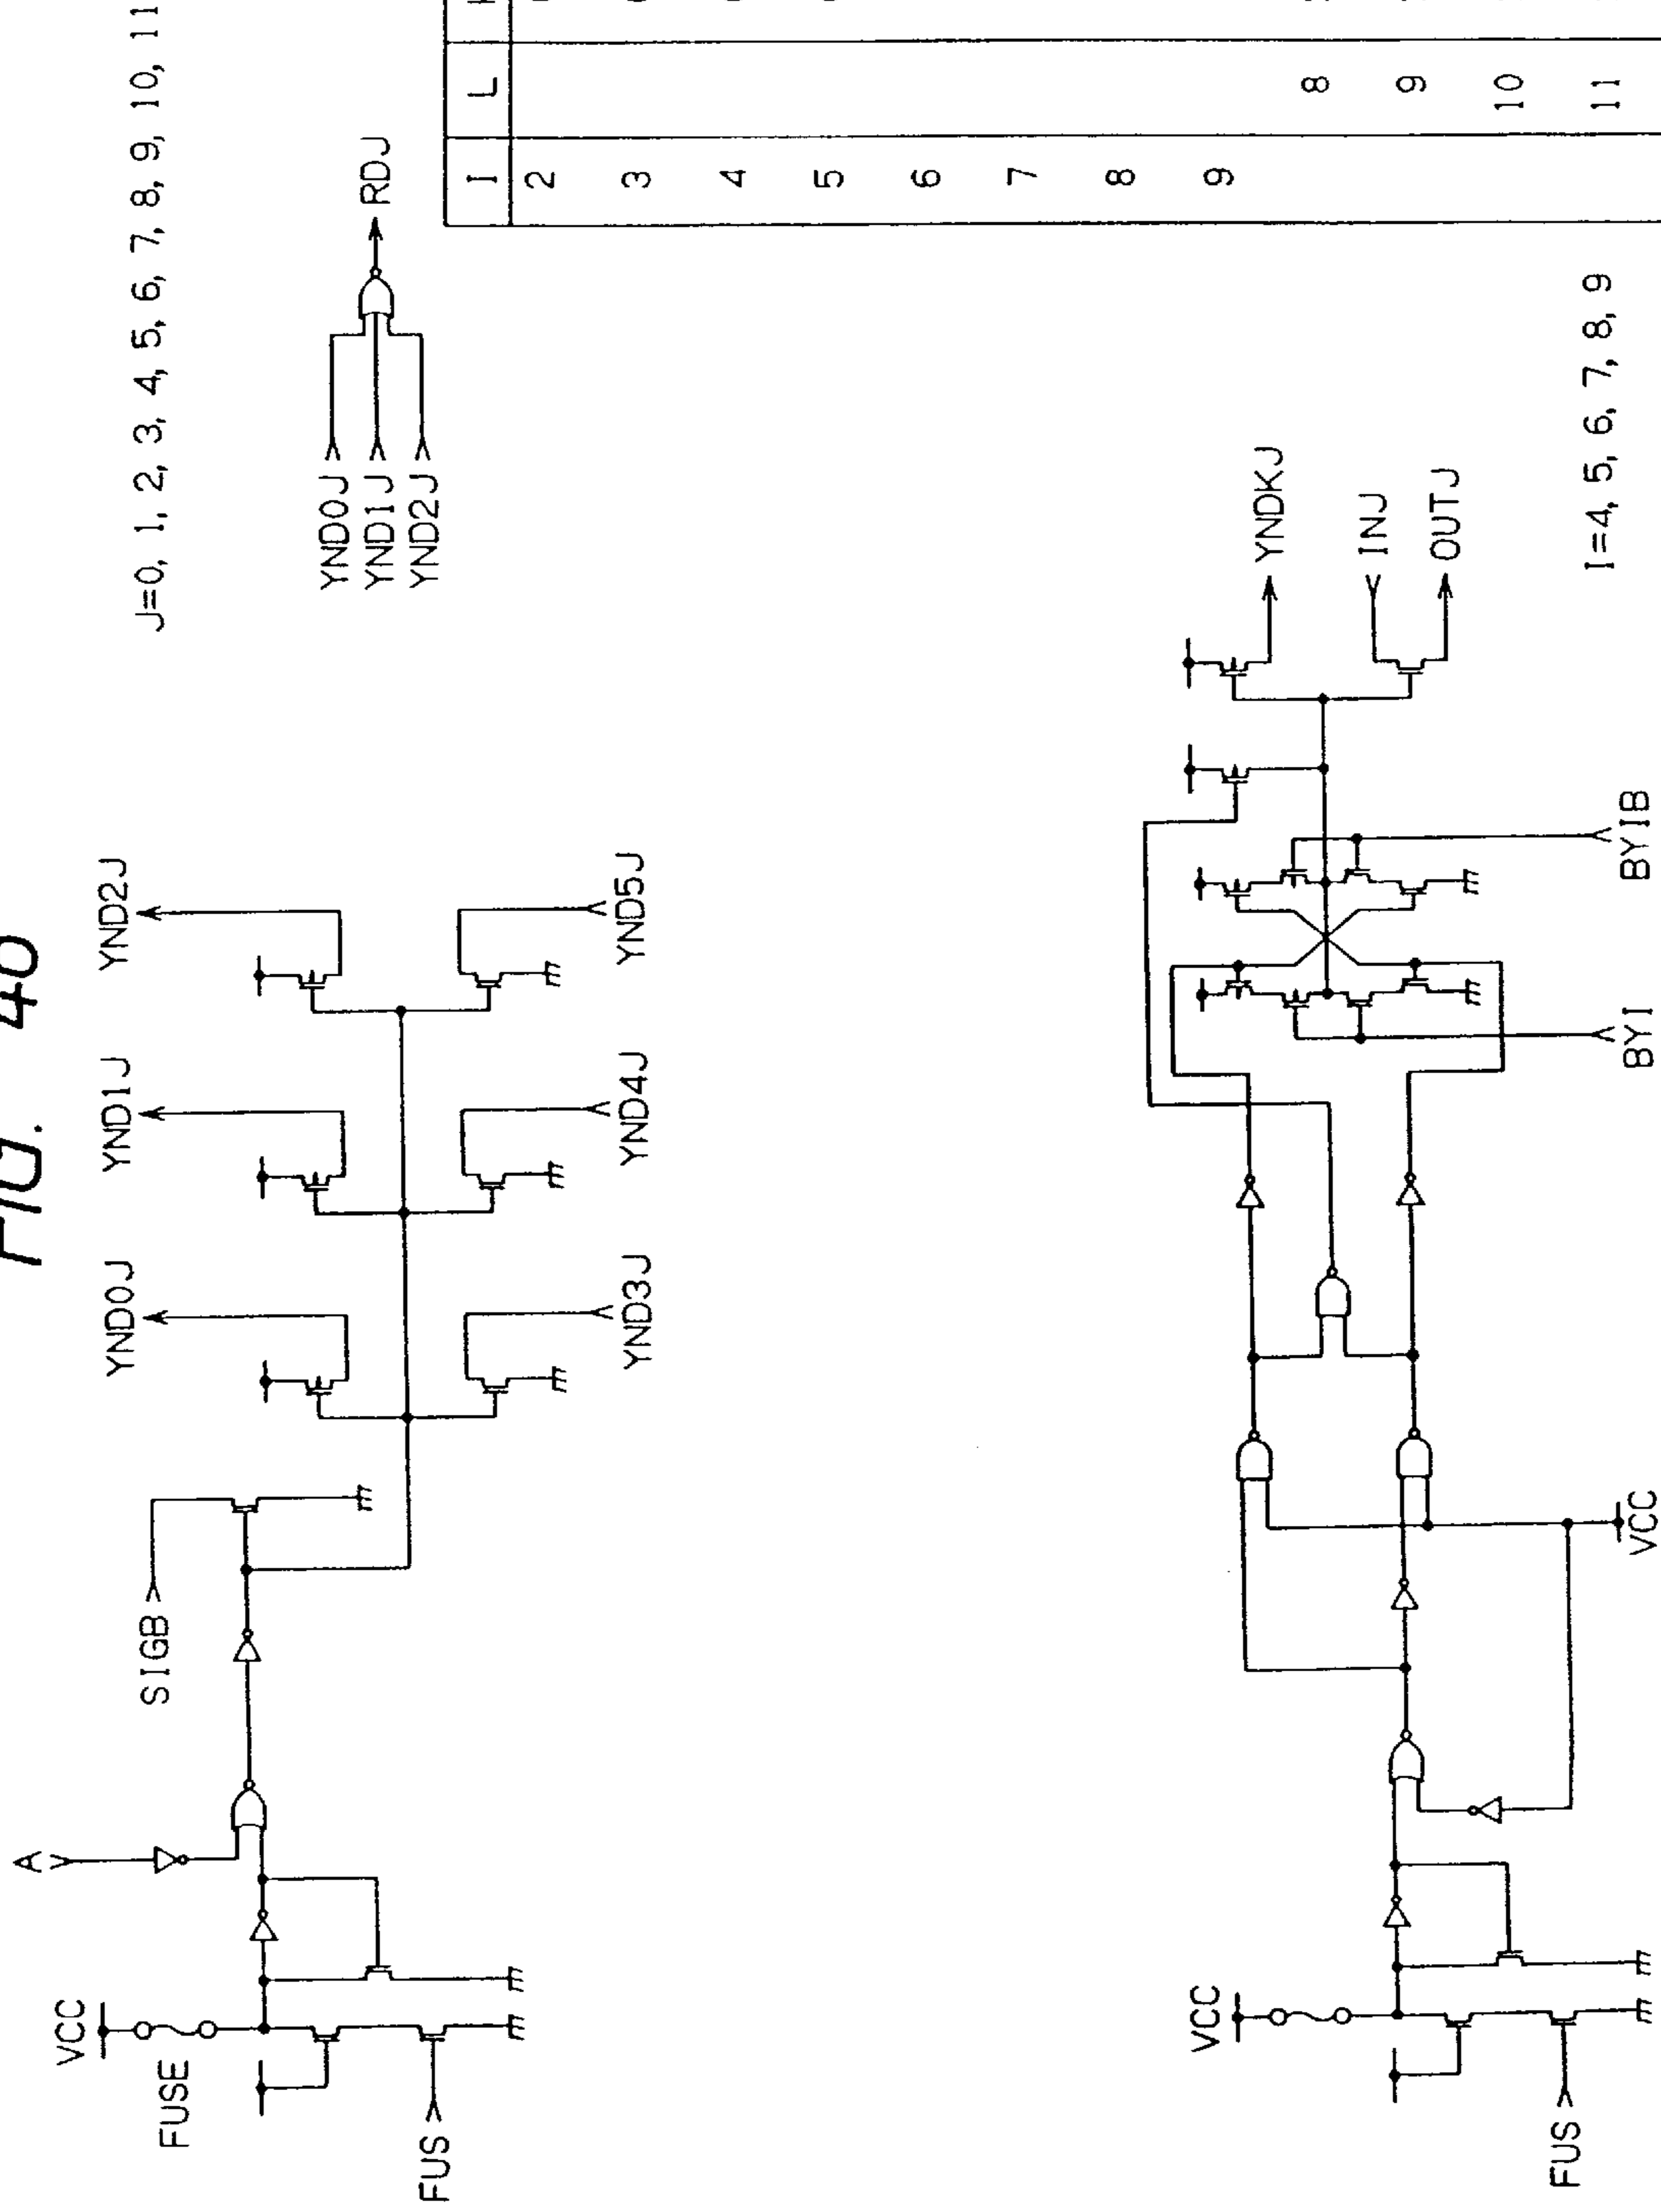 FIG. 40
A
VCC
FUSE
FUS
SIGB
YND0J
YND1J
YND2J
YND3J
YND4J
YND5J
J=0, 1, 2, 3, 4, 5, 6, 7, 8, 9, 10, 11
YND0J
YND1J
YND2J
RDJ
I L
2
3
4
5
6
7
8
9
8
9
10
11
VCC
FUS
VCC
BYI
BYIB
YNDKJ
INJ
OUTJ
I=4, 5, 6, 7, 8, 9